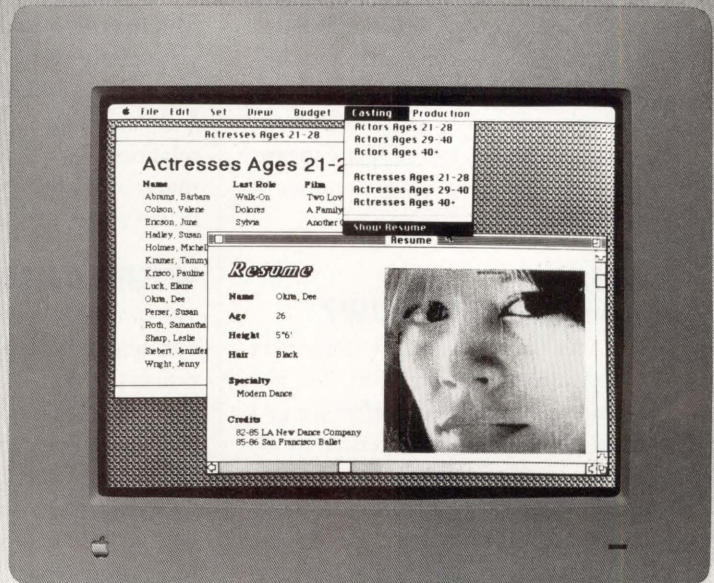 File Edit Set View Budget Casting Production
Actresses Ages 21-28
Actors Ages 21-28
Actors Ages 29-40
Actors Ages 40+
Actresses Ages 21-28
Actresses Ages 29-40
Actresses Ages 40+
Show Resume
Actresses Ages 21-2
Name Last Role Film
Abrams, Barbara Walk-On Two Lov
Colson, Valerie Dolores A Family
Ericson, June Sylvia Another
Hadley, Susan
Holmes, Michel
Kramer, Tammy
Krisco, Pauline
Luck, Elaine
Okita, Dee
Perser, Susan
Roth, Samantha
Sharp, Leslie
Siebert, Jennifer
Wright, Jenny
Resume
Resume
Name Okita, Dee
Age 26
Height 5"6'
Hair Black
Specialty
Modern Dance
Credits
82-85 LA New Dance Company
85-86 San Francisco Ballet